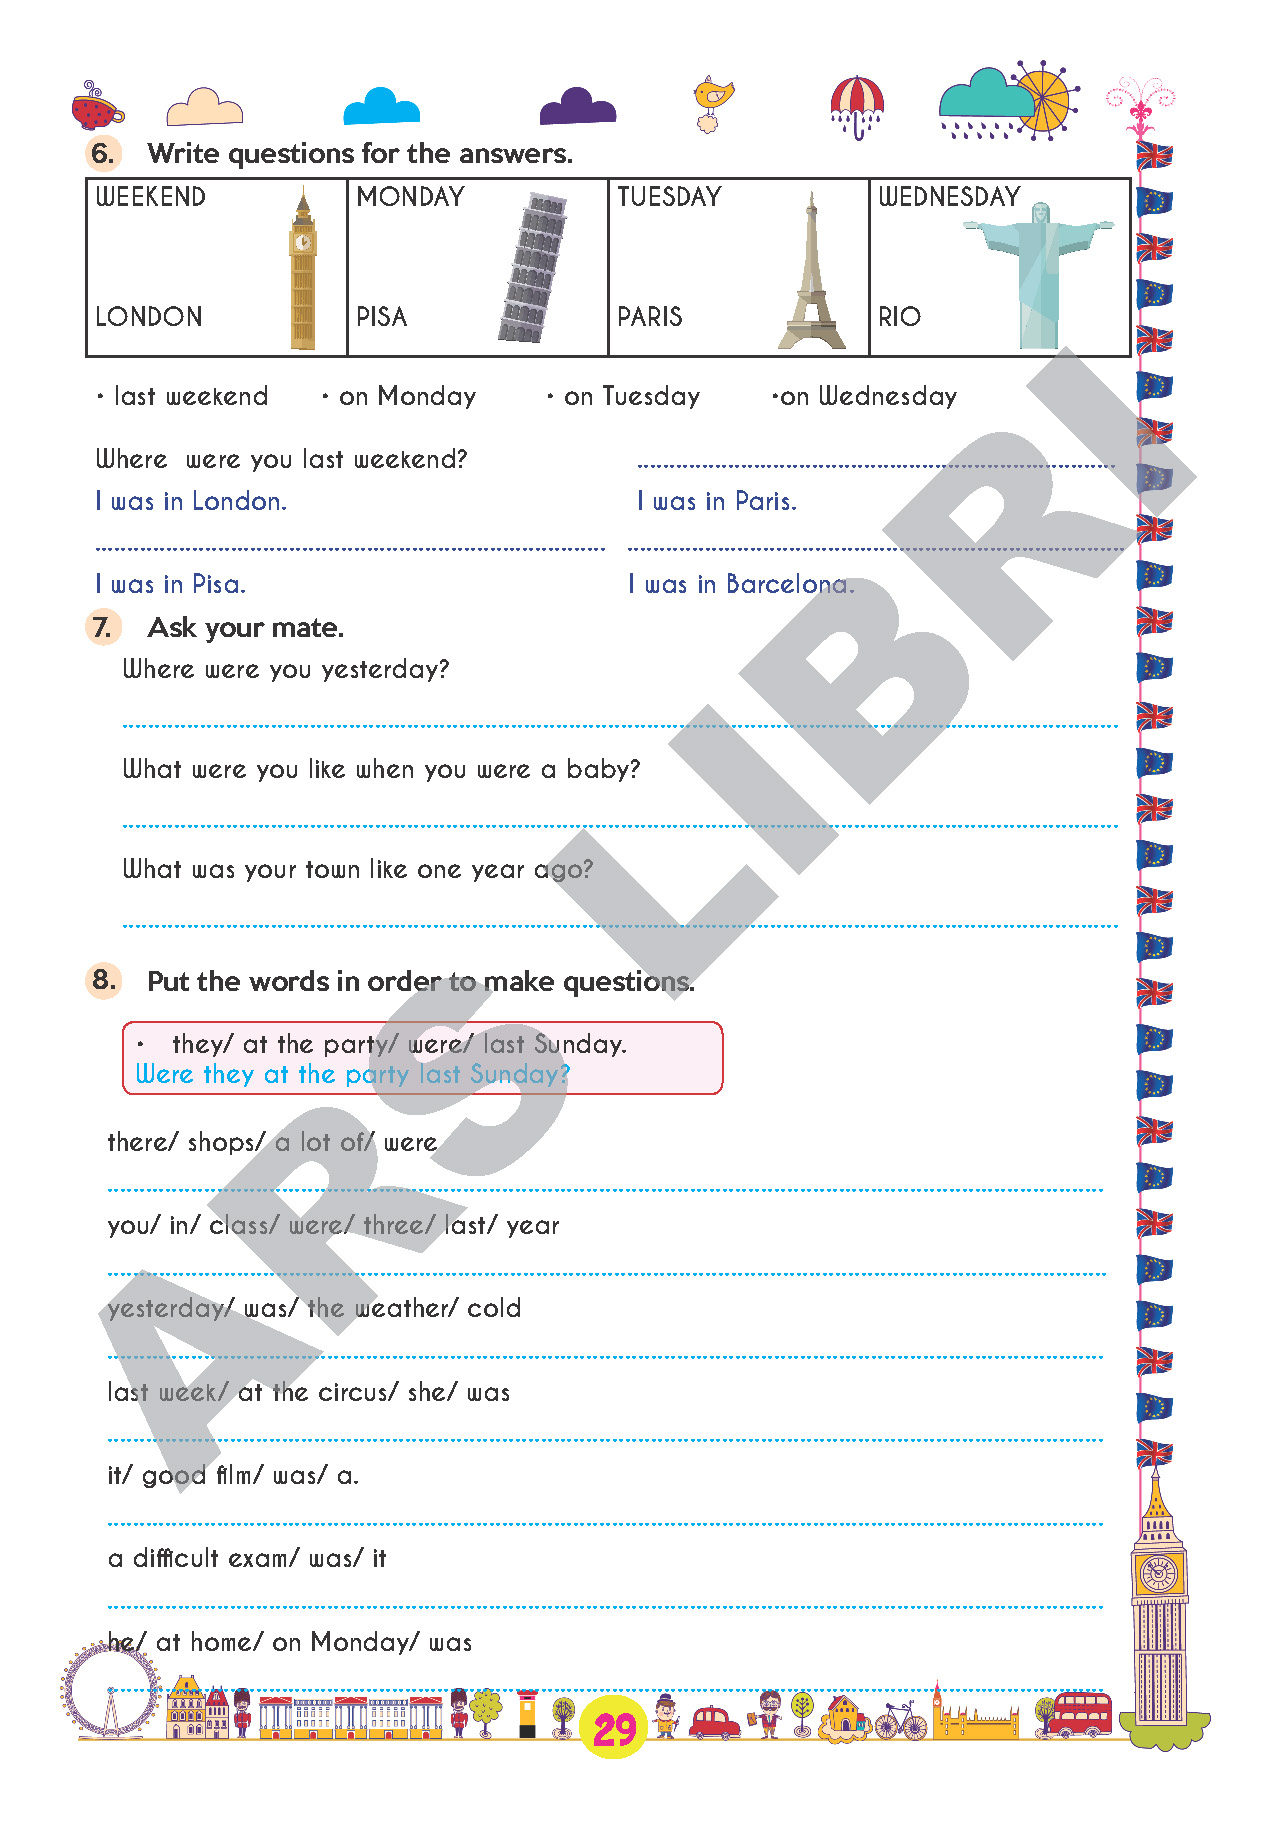 6. Write questions for the answers.
WEEKEND MONDAY TUESDAY WEDNESDAY
LONDON PISA PARIS RIO
• last weekend • on Monday • on Tuesday •on Wednesday
Where were you last weekend?
I was in London. I was in Paris.
I was in Pisa. I was in Barcelona.
7. Ask your mate.
Where were you yesterday?
What were you like when you were a baby?
What was your town like one year ago?
8. Put the words in order to make questions.
• they/ at the party/ were/ last Sunday.
Were they at the party last Sunday?
there/ shops/ a lot of/ were
you/ in/ class/ were/ three/ last/ year
yesterday/ was/ the weather/ cold
last week/ at the circus/ she/ was
it/ good film/ was/ a.
a difficult exam/ was/ it
he/ at home/ on Monday/ was
29
ARS LIBRI